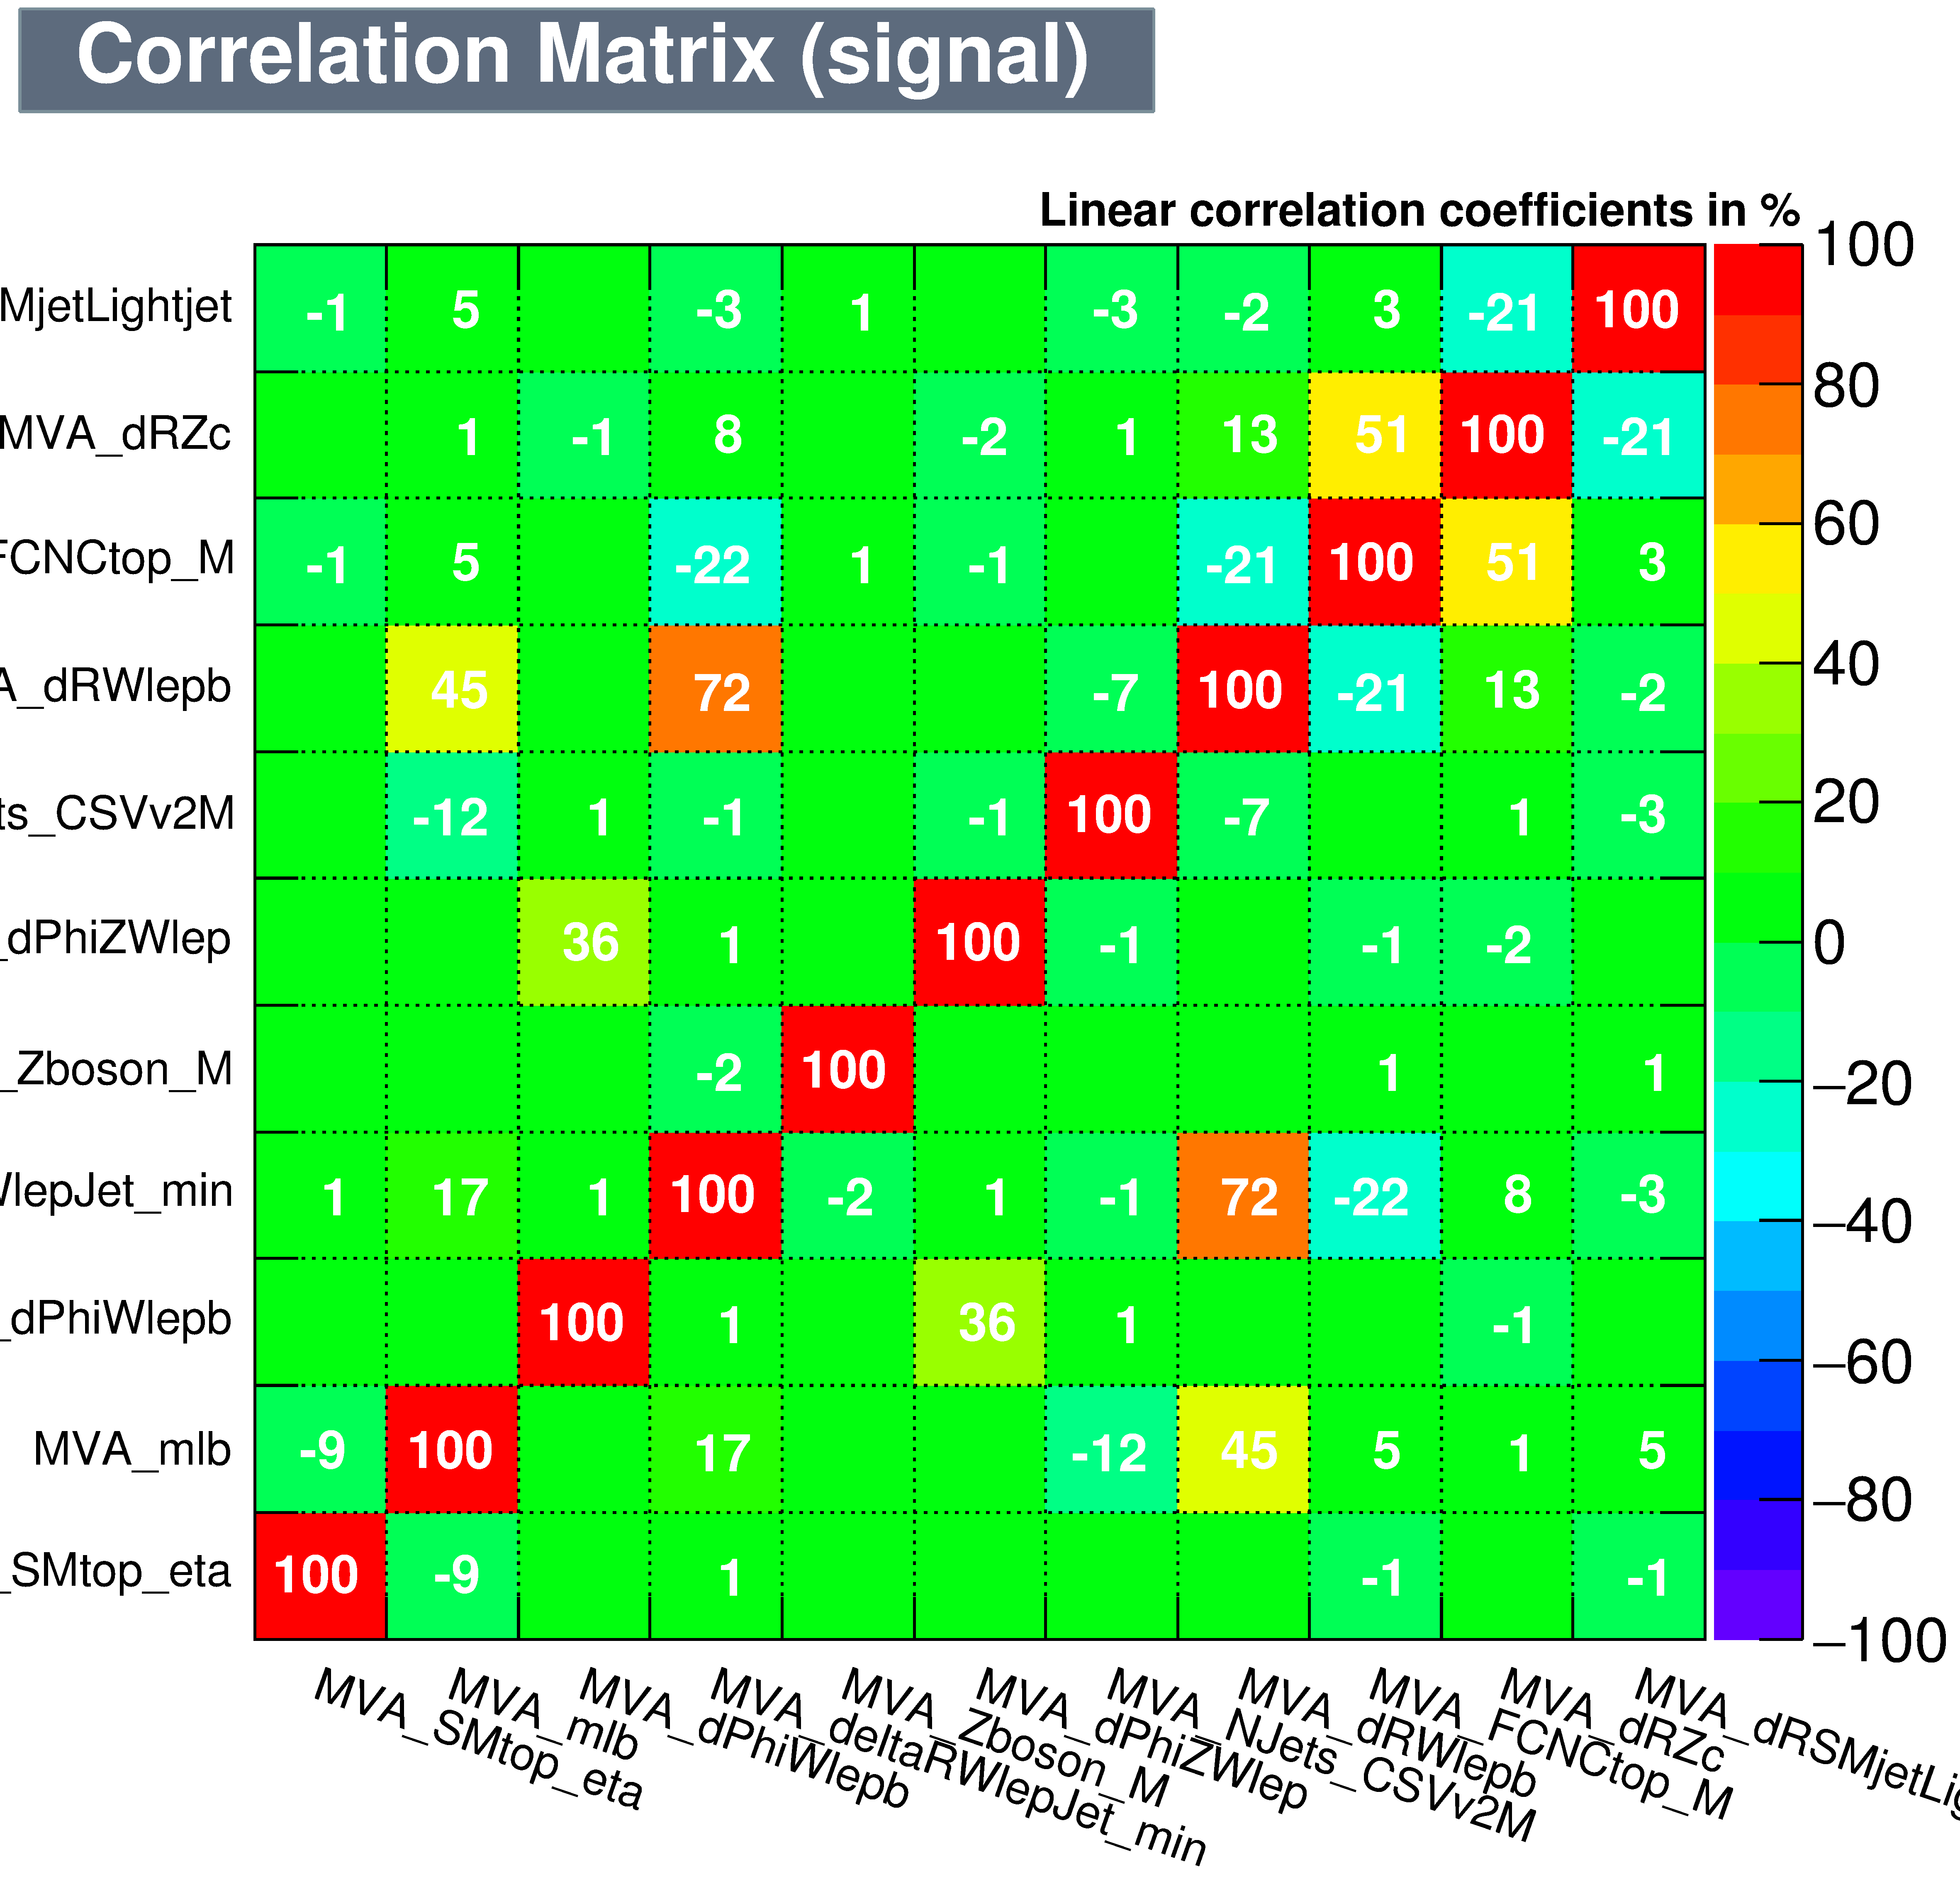 Correlation Matrix (signal)
Linear correlation coefficients in %
100
MjetLightjet -1 5 -3 1 -3 -2 3 -21 100
80
MVA_dRZc 1 -1 8 -2 1 13 51 100 -21
60
FCNCtop_M -1 5 -22 1 -1 -21 100 51 3
40
A_dRWlepb 45 72 -7 100 -21 13 -2
20
ts_CSVv2M -12 1 -1 -1 100 -7 1 -3
0
_dPhiZWlep 36 1 100 -1 -1 -2
_Zboson_M -2 100 1 1
–20
WlepJet_min 1 17 1 100 -2 1 -1 72 -22 8 -3
–40
_dPhiWlepb 100 1 36 1 -1
–60
MVA_mlb -9 100 17 -12 45 5 1 5
–80
_SMtop_eta 100 -9 1 -1 -1
–100
MVA_SMtop_eta
MVA_mlb
MVA_dPhiWlepb
MVA_deltaRWlepJet_min
MVA_Zboson_M
MVA_dPhiZWlep
MVA_NJets_CSVv2M
MVA_dRWlepb
MVA_FCNCtop_M
MVA_dRZc
MVA_dRSMjetLig